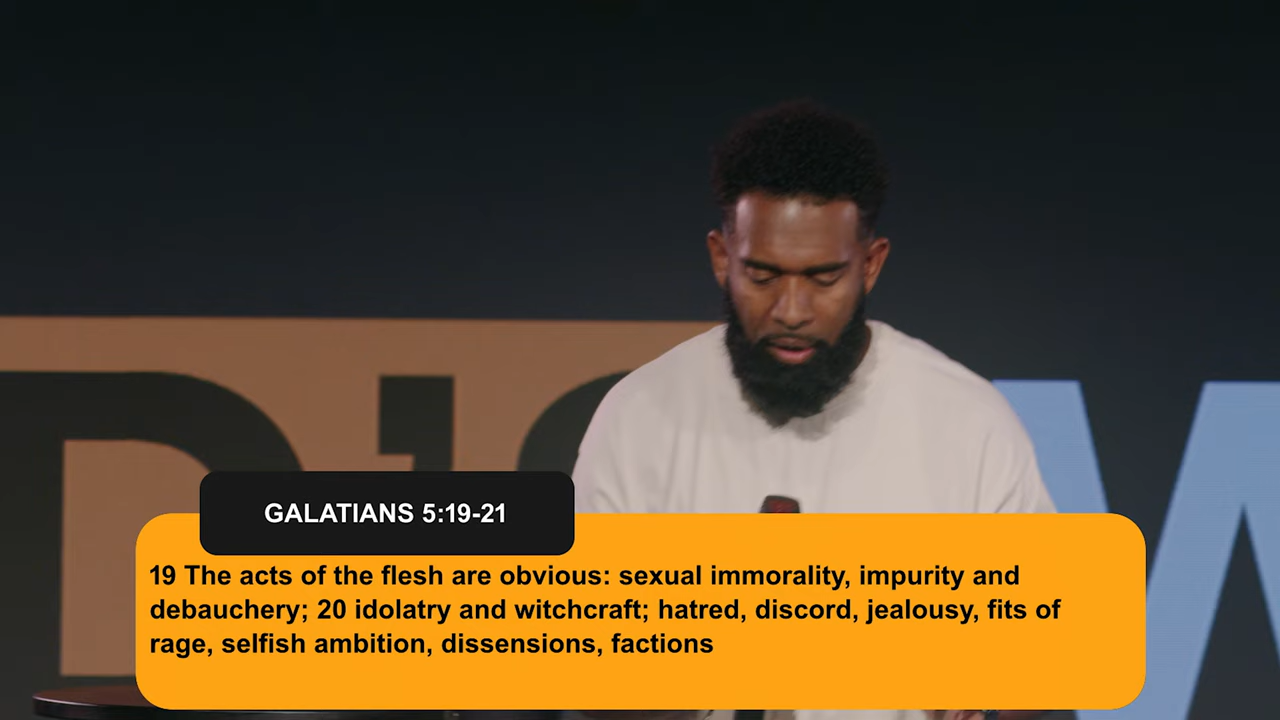 GALATIANS 5:19-21
19 The acts of the flesh are obvious: sexual immorality, impurity and
debauchery; 20 idolatry and witchcraft; hatred, discord, jealousy, fits of
rage, selfish ambition, dissensions, factions